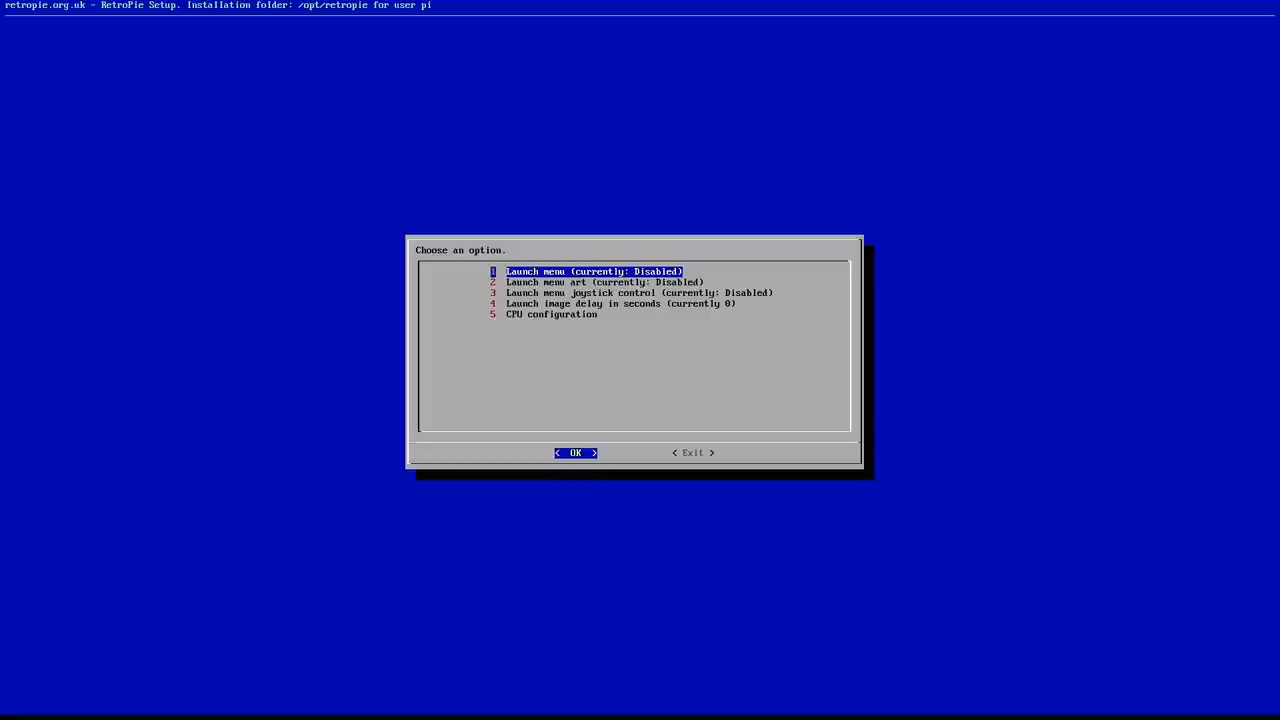 retropie.org.uk - RetroPie Setup. Installation folder: /opt/retropie for user pi
Choose an option.
1 Launch menu (currently: Disabled)
2 Launch menu art (currently: Disabled)
3 Launch menu joystick control (currently: Disabled)
4 Launch image delay in seconds (currently 0)
5 CPU configuration
< OK > < Exit >